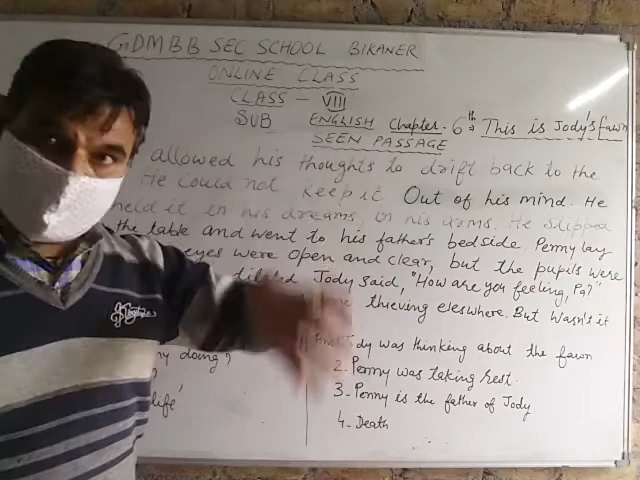 GDMBB SEC SCHOOL BIKANER
ONLINE CLASS
CLASS - VIII
SUB ENGLISH Chapter. 6th This is Jody's fawn
SEEN PASSAGE
allowed his thoughts to drift back to the
He could not keep it Out of his mind. He
held it in his dreams, in his arms. He slipped
the table and went to his father's bedside. Penny lay
eyes were open and clear, but the pupils were
Jody said, "How are you feeling, Pa?"
thieving eleswhere. But wasn't it
ny doing?
life'
Jody was thinking about the fawn
2. Penny was taking rest.
3. Penny is the father of Jody
4. Death